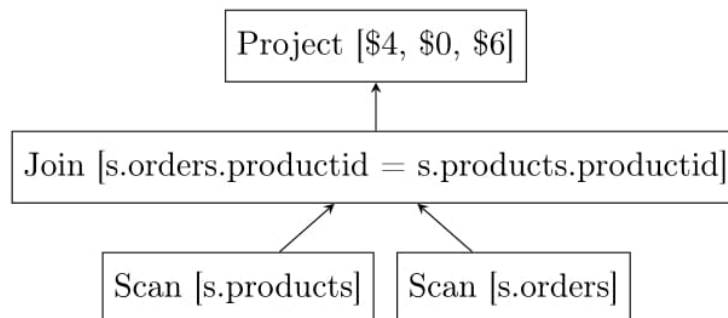 Project [$4, $0, $6]
Join [s.orders.productid = s.products.productid]
Scan [s.products]
Scan [s.orders]